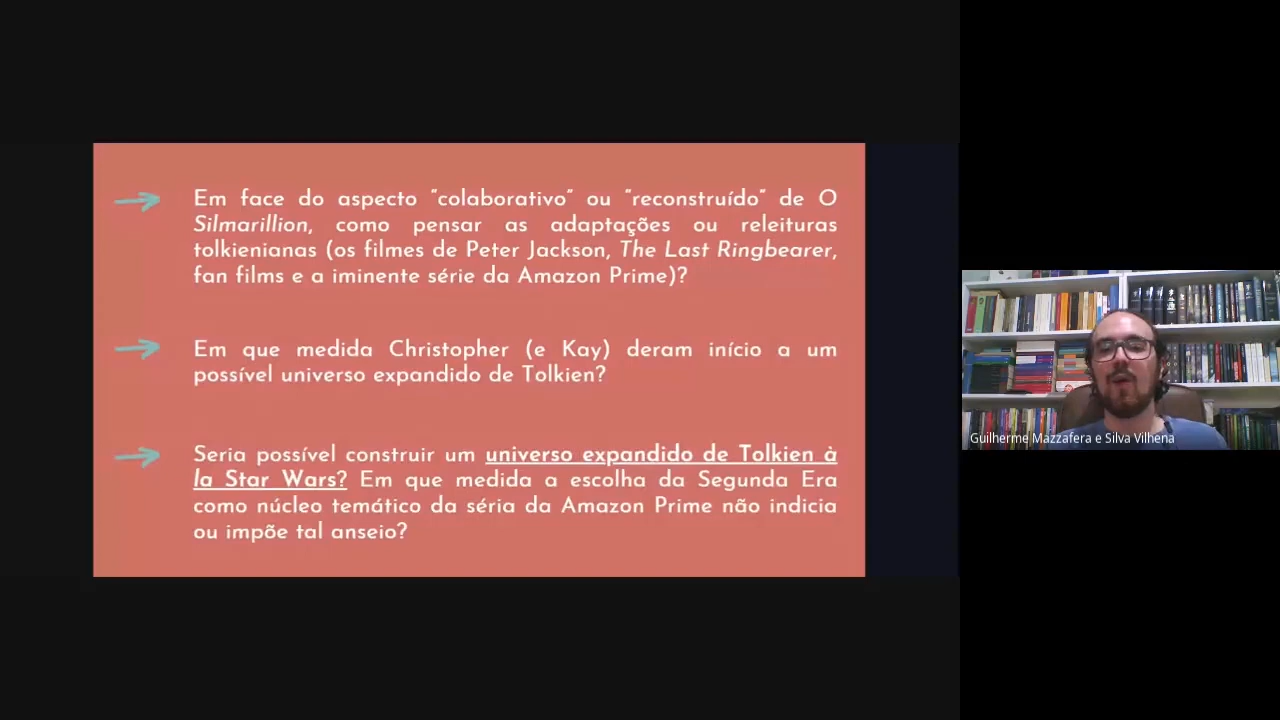 Em face do aspecto “colaborativo” ou “reconstruído” de O
Silmarillion, como pensar as adaptações ou releituras
tolkienianas (os filmes de Peter Jackson, The Last Ringbearer,
fan films e a iminente série da Amazon Prime)?
Em que medida Christopher (e Kay) deram início a um
possível universo expandido de Tolkien?
Seria possível construir um universo expandido de Tolkien à
la Star Wars? Em que medida a escolha da Segunda Era
como núcleo temático da séria da Amazon Prime não indicia
ou impõe tal anseio?
Guilherme Mazzafera e Silva Vilhena